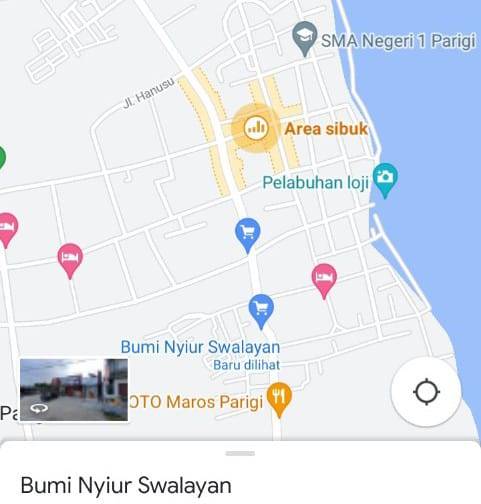 SMA Negeri 1 Parigi
Jl. Hanusu
Area sibuk
Pelabuhan loji
Bumi Nyiur Swalayan
Baru dilihat
OTO Maros Parigi
Pa
Bumi Nyiur Swalayan